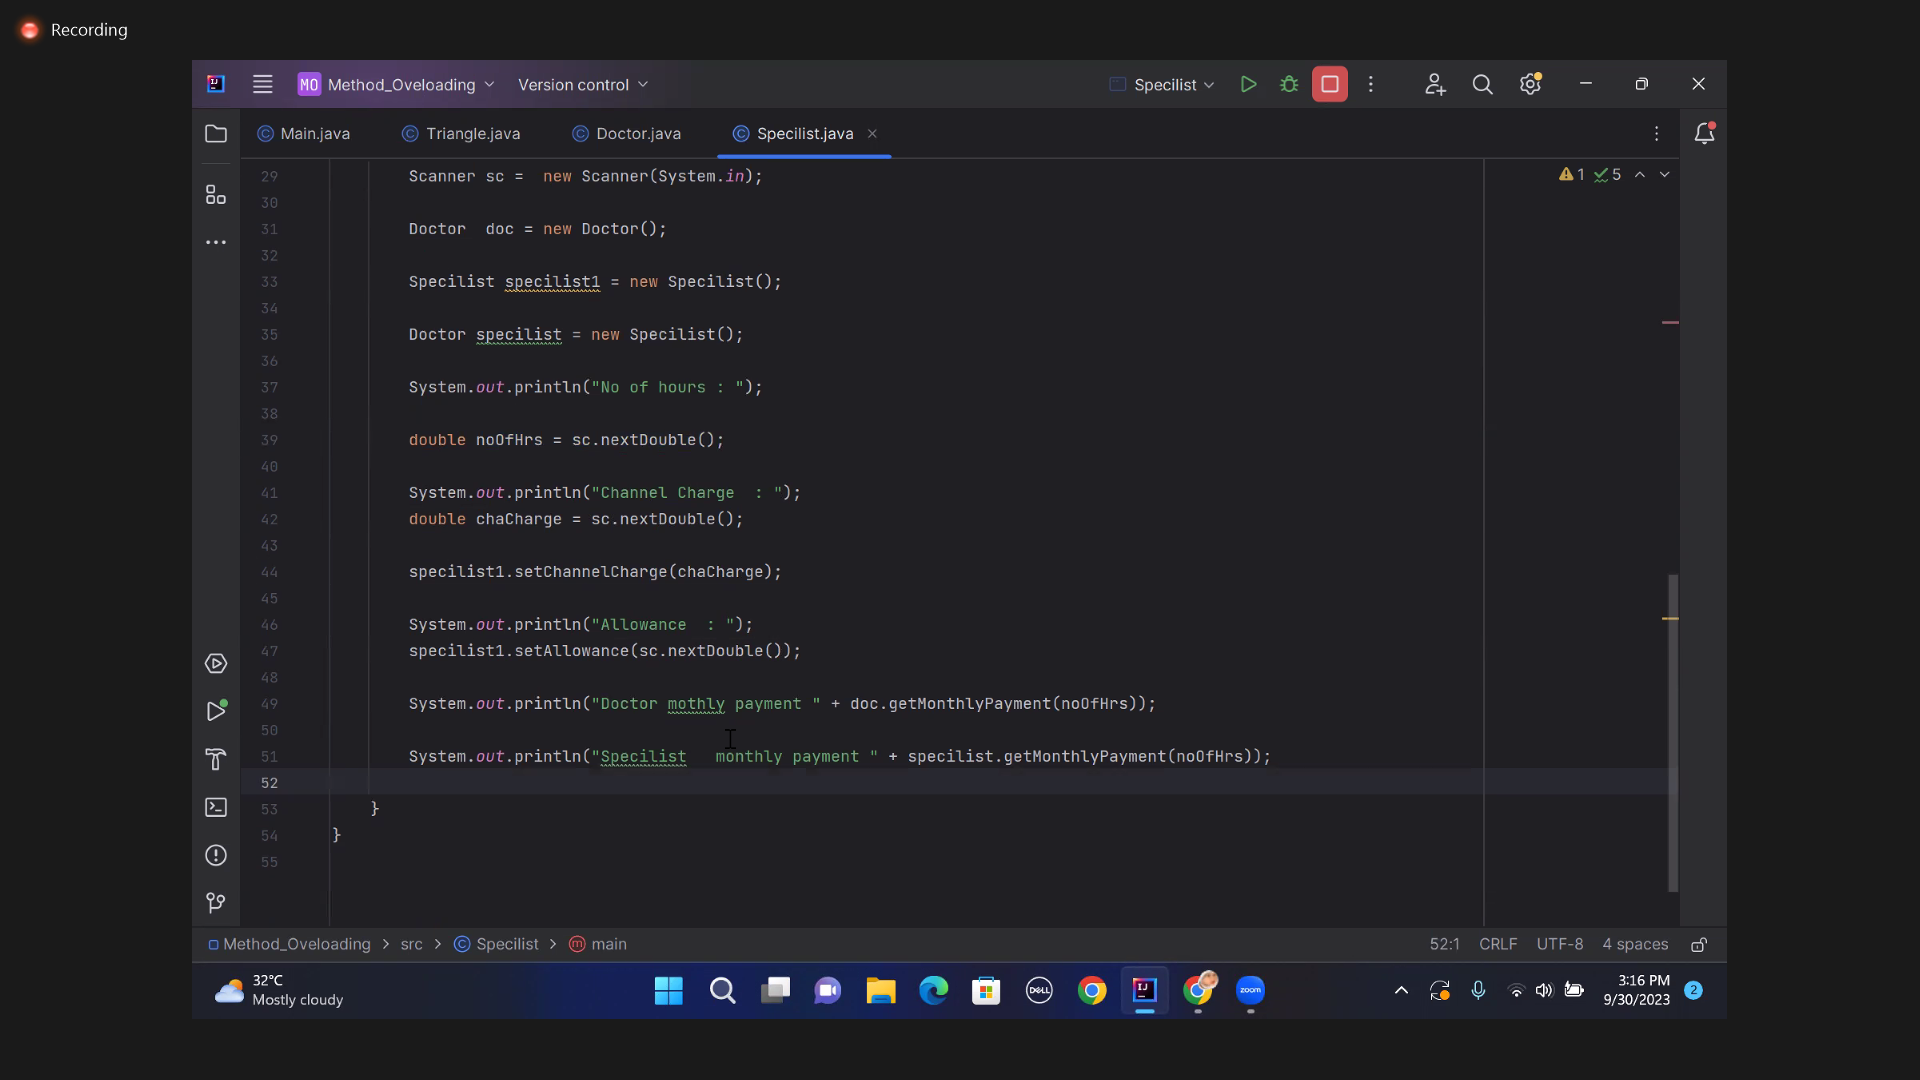 Recording
MO Method_Oveloading Version control Specilist
Main.java Triangle.java Doctor.java Specilist.java
1 5
29 Scanner sc =  new Scanner(System.in);
30
31 Doctor  doc = new Doctor();
32
33 Specilist specilist1 = new Specilist();
34
35 Doctor specilist = new Specilist();
36
37 System.out.println("No of hours : ");
38
39 double noOfHrs = sc.nextDouble();
40
41 System.out.println("Channel Charge  : ");
42 double chaCharge = sc.nextDouble();
43
44 specilist1.setChannelCharge(chaCharge);
45
46 System.out.println("Allowance  : ");
47 specilist1.setAllowance(sc.nextDouble());
48
49 System.out.println("Doctor mothly payment " + doc.getMonthlyPayment(noOfHrs));
50
51 System.out.println("Specilist   monthly payment " + specilist.getMonthlyPayment(noOfHrs));
52
53 }
54 }
55
Method_Oveloading > src > Specilist > main 52:1 CRLF UTF-8 4 spaces
32°C
Mostly cloudy
DELL
IJ
zoom
3:16 PM
9/30/2023
2